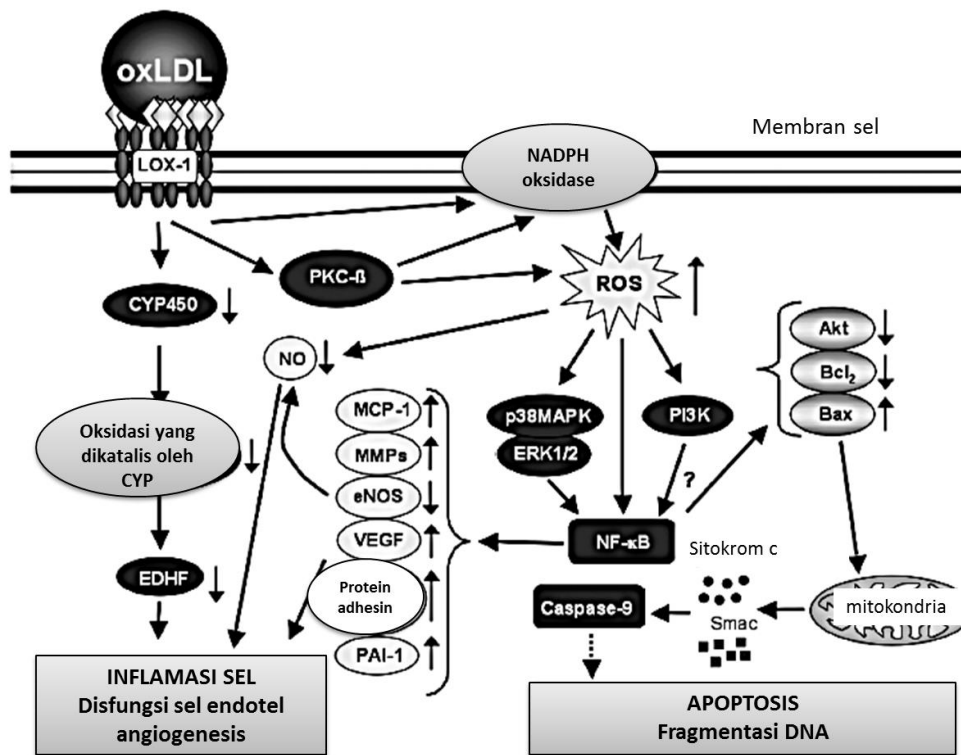 oxLDL
LOX-1
Membran sel
NADPH
oksidase
PKC-ß
ROS
CYP450
NO
Akt
Bcl₂
Bax
MCP-1
MMPs
eNOS
VEGF
Protein
adhesin
PAI-1
p38MAPK
ERK1/2
PI3K
?
Oksidasi yang
dikatalis oleh
CYP
NF-κB
Sitokrom c
EDHF
Caspase-9
Smac
mitokondria
INFLAMASI SEL
Disfungsi sel endotel
angiogenesis
APOPTOSIS
Fragmentasi DNA